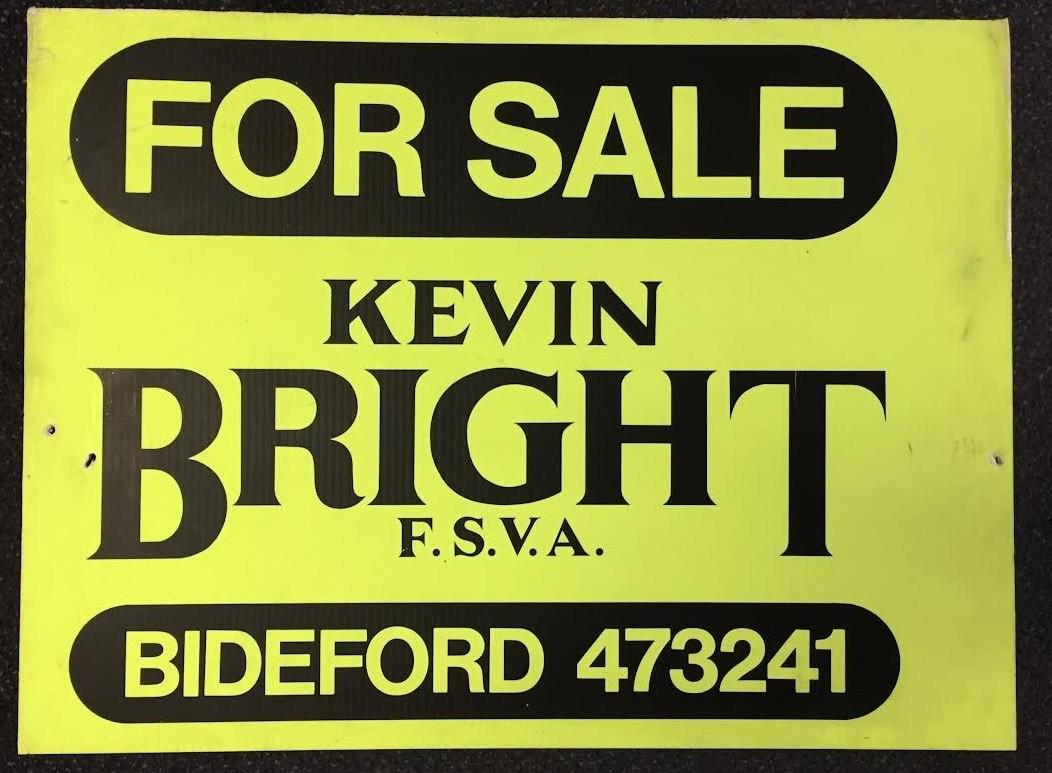 FOR SALE
KEVIN
BRIGHT
F.S.V.A.
BIDEFORD 473241